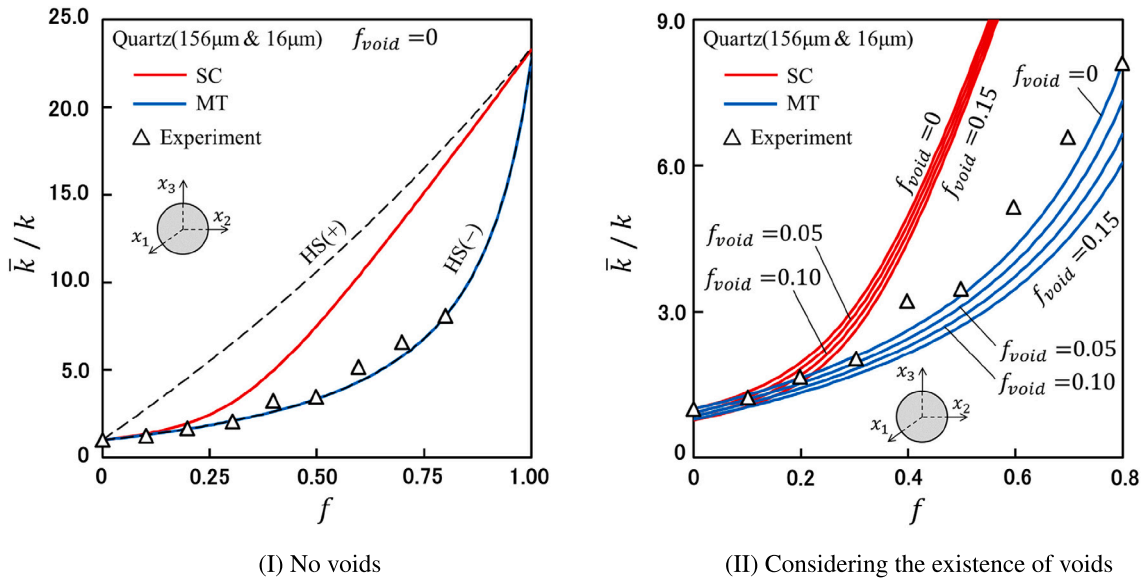 25.0
20.0
15.0
10.0
5.0
0
k̄ / k
Quartz(156μm & 16μm) f_void = 0
SC
MT
Experiment
x₃
x₂
x₁
HS(+)
HS(−)
0 0.25 0.50 0.75 1.00
f
(I) No voids
9.0
6.0
3.0
0
k̄ / k
Quartz(156μm & 16μm)
SC
MT
Experiment
f_void =0
f_void =0
f_void =0.15
f_void =0.05
f_void =0.10
f_void =0.15
f_void =0.05
f_void =0.10
x₃
x₂
x₁
0 0.2 0.4 0.6 0.8
f
(II) Considering the existence of voids